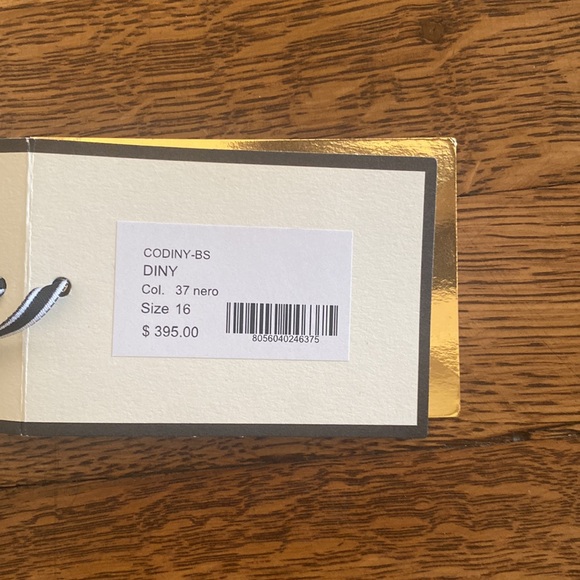 CODINY-BS
DINY
Col. 37 nero
Size 16
$ 395.00
8056040246375